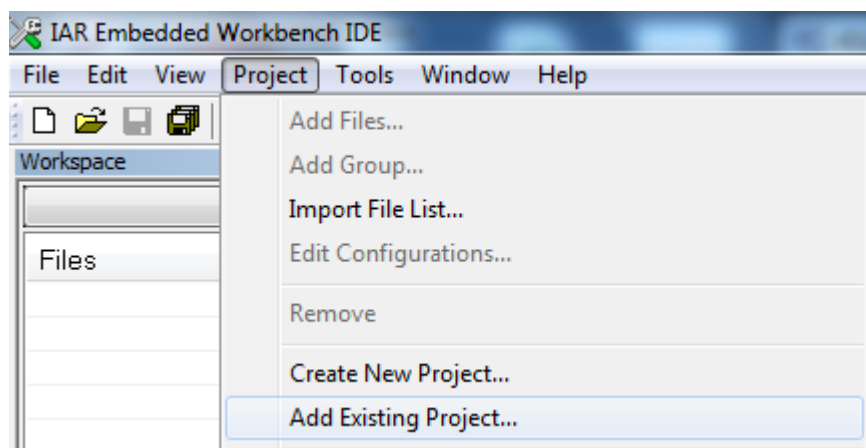 IAR Embedded Workbench IDE
File Edit View Project Tools Window Help
Workspace
Files
Add Files...
Add Group...
Import File List...
Edit Configurations...
Remove
Create New Project...
Add Existing Project...